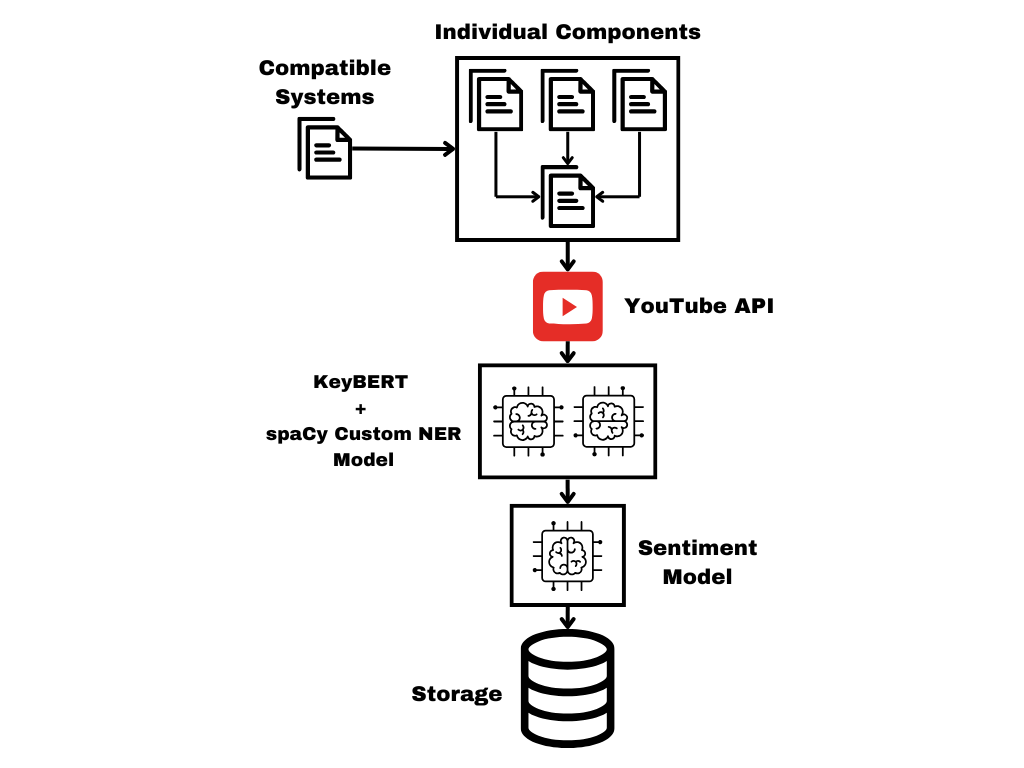 Individual Components
Compatible
Systems
YouTube API
KeyBERT
+
spaCy Custom NER
Model
Sentiment
Model
Storage